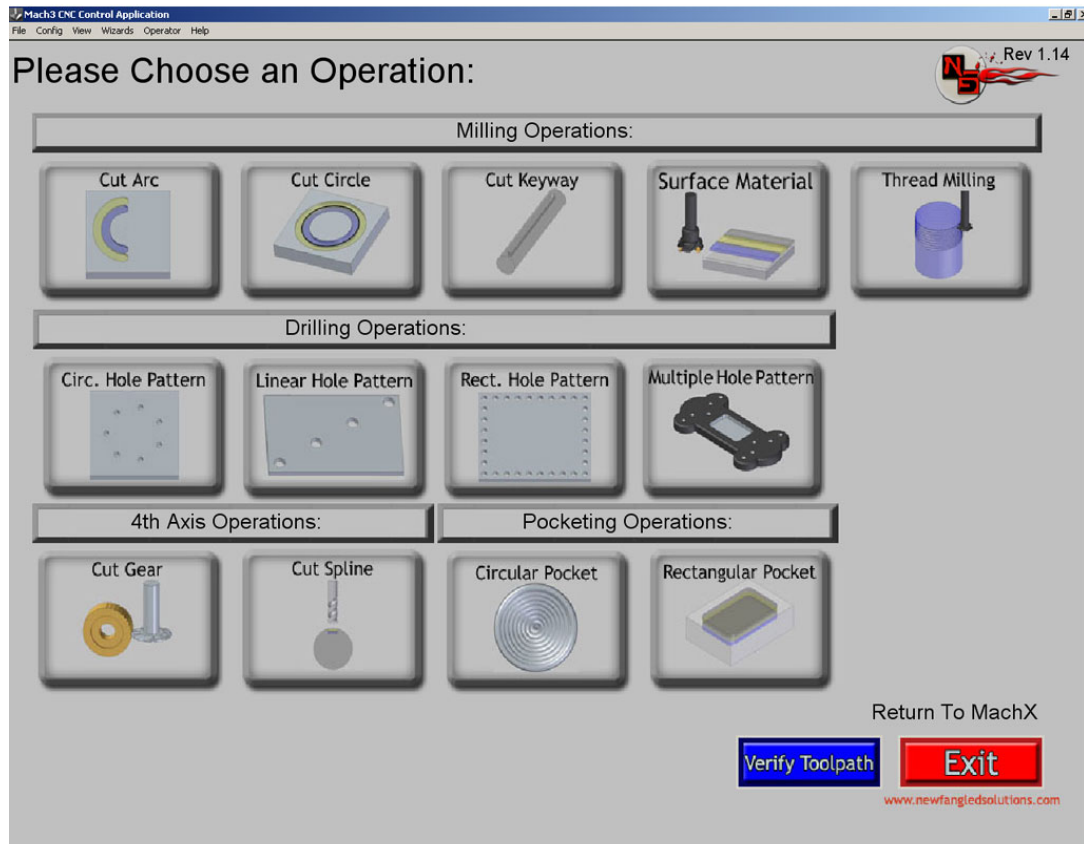 Mach3 CNC Control Application
File Config View Wizards Operator Help
Please Choose an Operation:
NS
Rev 1.14
Milling Operations:
Cut Arc
Cut Circle
Cut Keyway
Surface Material
Thread Milling
Drilling Operations:
Circ. Hole Pattern
Linear Hole Pattern
Rect. Hole Pattern
Multiple Hole Pattern
4th Axis Operations:
Pocketing Operations:
Cut Gear
Cut Spline
Circular Pocket
Rectangular Pocket
Return To MachX
Verify Toolpath
Exit
www.newfangledsolutions.com